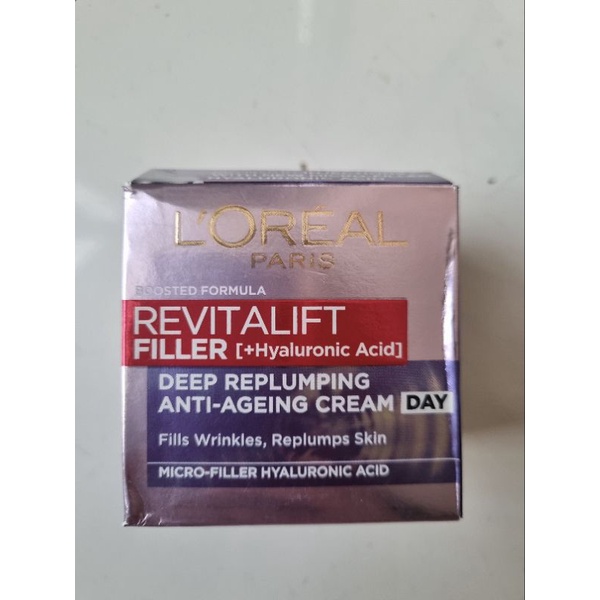 L'ORÉAL
PARIS
BOOSTED FORMULA
REVITALIFT
FILLER [+Hyaluronic Acid]
DEEP REPLUMPING
ANTI-AGEING CREAM DAY
Fills Wrinkles, Replumps Skin
MICRO-FILLER HYALURONIC ACID